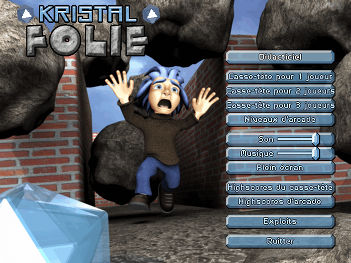 KRISTAL
FOLIE
Didacticiel
Casse-tête pour 1 joueur
Casse-tête pour 2 joueurs
Casse-tête pour 3 joueurs
Niveaux d'arcade
Son
Musique
Plein écran
Highscores du casse-tête
Highscores d'arcade
Exploits
Quitter